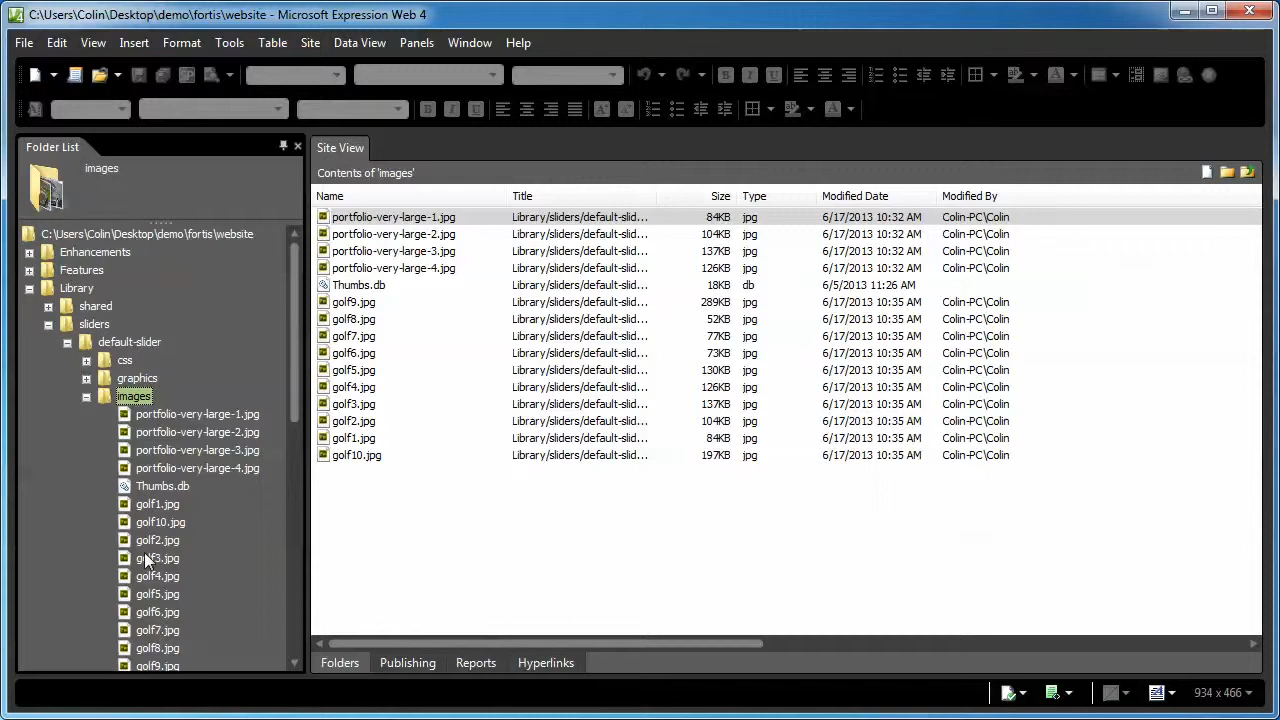 C:\Users\Colin\Desktop\demo\fortis\website - Microsoft Expression Web 4
File Edit View Insert Format Tools Table Site Data View Panels Window Help
Folder List
images
C:\Users\Colin\Desktop\demo\fortis\website
Enhancements
Features
Library
shared
sliders
default-slider
css
graphics
images
portfolio-very-large-1.jpg
portfolio-very-large-2.jpg
portfolio-very-large-3.jpg
portfolio-very-large-4.jpg
Thumbs.db
golf1.jpg
golf10.jpg
golf2.jpg
golf3.jpg
golf4.jpg
golf5.jpg
golf6.jpg
golf7.jpg
golf8.jpg
golf9.jpg
Site View
Contents of 'images'
Name Title Size Type Modified Date Modified By
portfolio-very-large-1.jpg Library/sliders/default-slid... 84KB jpg 6/17/2013 10:32 AM Colin-PC\Colin
portfolio-very-large-2.jpg Library/sliders/default-slid... 104KB jpg 6/17/2013 10:32 AM Colin-PC\Colin
portfolio-very-large-3.jpg Library/sliders/default-slid... 137KB jpg 6/17/2013 10:32 AM Colin-PC\Colin
portfolio-very-large-4.jpg Library/sliders/default-slid... 126KB jpg 6/17/2013 10:32 AM Colin-PC\Colin
Thumbs.db Library/sliders/default-slid... 18KB db 6/5/2013 11:26 AM
golf9.jpg Library/sliders/default-slid... 289KB jpg 6/17/2013 10:35 AM Colin-PC\Colin
golf8.jpg Library/sliders/default-slid... 52KB jpg 6/17/2013 10:35 AM Colin-PC\Colin
golf7.jpg Library/sliders/default-slid... 77KB jpg 6/17/2013 10:35 AM Colin-PC\Colin
golf6.jpg Library/sliders/default-slid... 73KB jpg 6/17/2013 10:35 AM Colin-PC\Colin
golf5.jpg Library/sliders/default-slid... 130KB jpg 6/17/2013 10:35 AM Colin-PC\Colin
golf4.jpg Library/sliders/default-slid... 126KB jpg 6/17/2013 10:35 AM Colin-PC\Colin
golf3.jpg Library/sliders/default-slid... 137KB jpg 6/17/2013 10:35 AM Colin-PC\Colin
golf2.jpg Library/sliders/default-slid... 104KB jpg 6/17/2013 10:35 AM Colin-PC\Colin
golf1.jpg Library/sliders/default-slid... 84KB jpg 6/17/2013 10:35 AM Colin-PC\Colin
golf10.jpg Library/sliders/default-slid... 197KB jpg 6/17/2013 10:35 AM Colin-PC\Colin
Folders Publishing Reports Hyperlinks
934 x 466